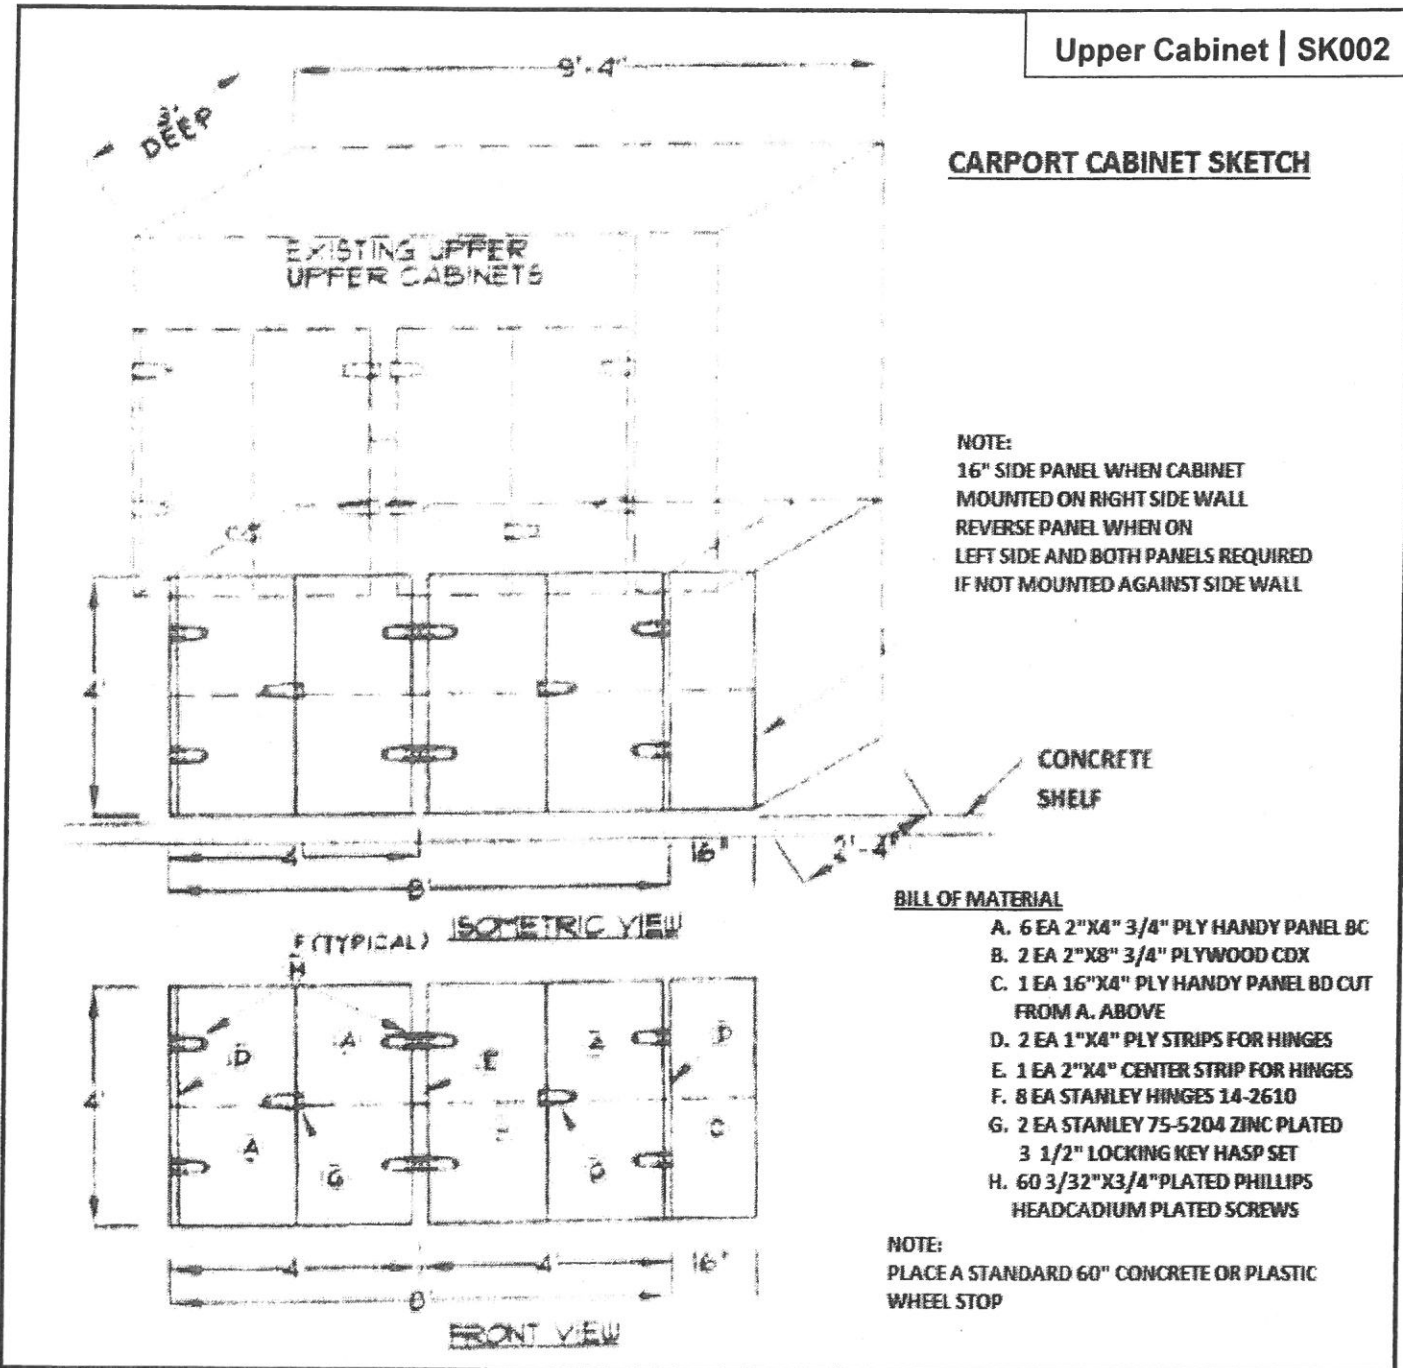 Upper Cabinet | SK002
9'-4"
3'
DEEP
CARPORT CABINET SKETCH
EXISTING UPPER
UPPER CABINETS
NOTE:
16" SIDE PANEL WHEN CABINET
MOUNTED ON RIGHT SIDE WALL
REVERSE PANEL WHEN ON
LEFT SIDE AND BOTH PANELS REQUIRED
IF NOT MOUNTED AGAINST SIDE WALL
4'
CONCRETE
SHELF
4'
16"
2'-4"
8'
ISOMETRIC VIEW
BILL OF MATERIAL
A. 6 EA 2"X4" 3/4" PLY HANDY PANEL BC
B. 2 EA 2"X8" 3/4" PLYWOOD CDX
C. 1 EA 16"X4" PLY HANDY PANEL BD CUT
FROM A. ABOVE
D. 2 EA 1"X4" PLY STRIPS FOR HINGES
E. 1 EA 2"X4" CENTER STRIP FOR HINGES
F. 8 EA STANLEY HINGES 14-2610
G. 2 EA STANLEY 75-5204 ZINC PLATED
3 1/2" LOCKING KEY HASP SET
H. 60 3/32"X3/4"PLATED PHILLIPS
HEADCADIUM PLATED SCREWS
F (TYPICAL)
H
A
D
E
D
4'
A
G
C
4'
4'
16"
8'
FRONT VIEW
NOTE:
PLACE A STANDARD 60" CONCRETE OR PLASTIC
WHEEL STOP